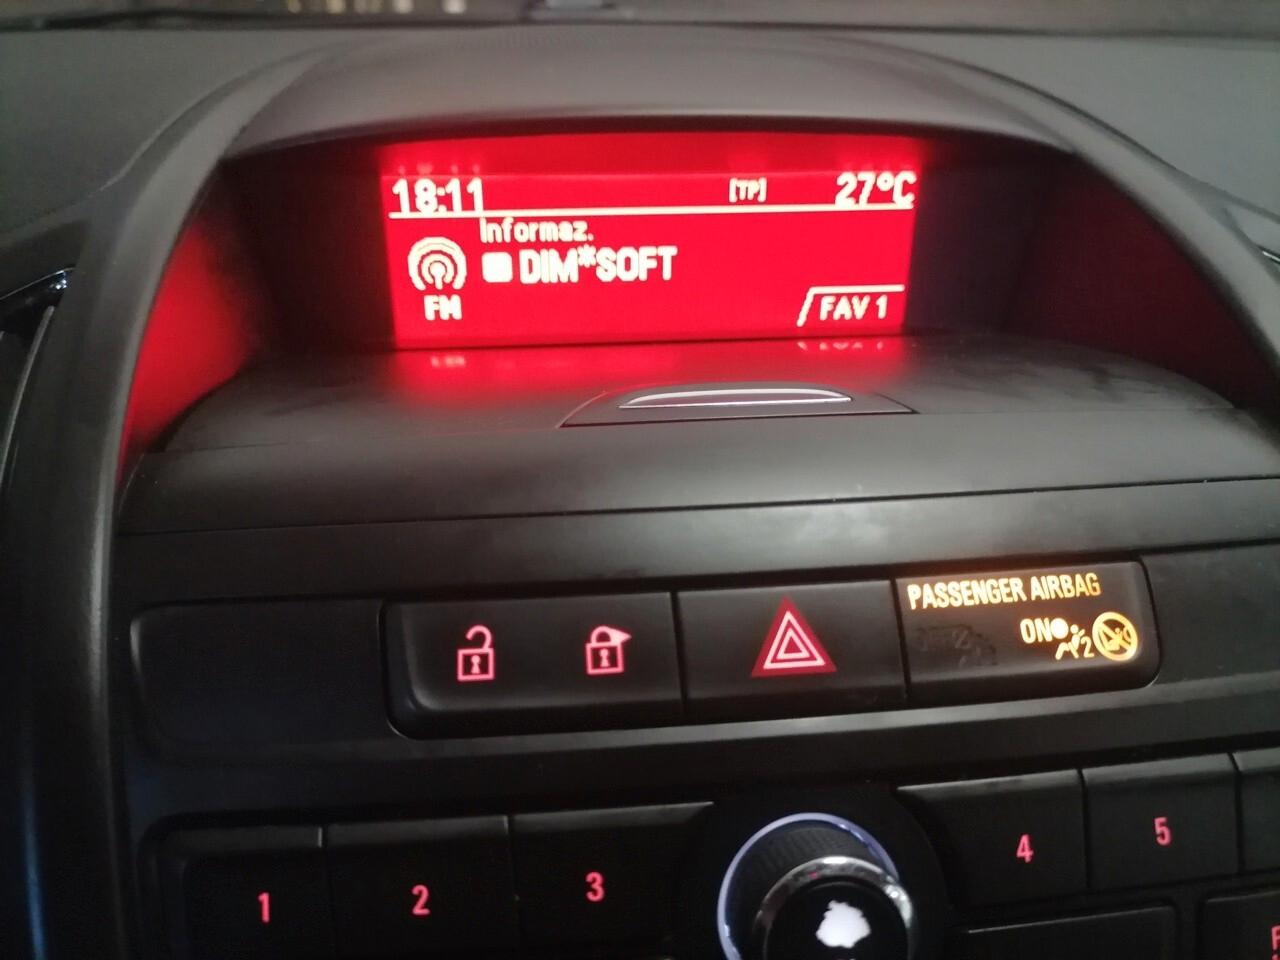 18:11 [TP] 27°C
Informaz.
DIM*SOFT
FM
FAV 1
PASSENGER AIRBAG
ON
2
1 2 3 4 5